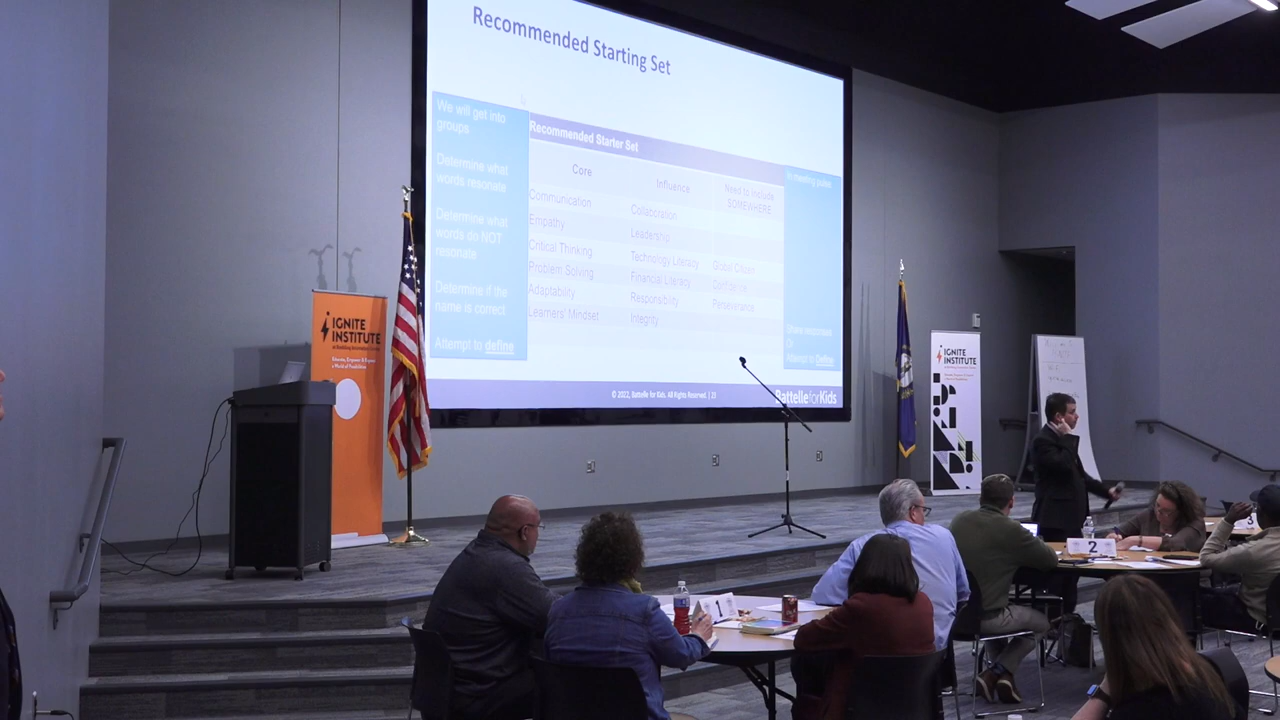 Recommended Starting Set
We will get into
groups
Determine what
words resonate
Determine what
words do NOT
resonate
Determine if the
name is correct
Attempt to define
Recommended Starter Set
Core
Influence
Need to include
SOMEWHERE
Communication
Collaboration
Empathy
Leadership
Critical Thinking
Technology Literacy
Global Citizen
Problem Solving
Financial Literacy
Confidence
Adaptability
Responsibility
Perseverance
Learners' Mindset
Integrity
In meeting pulse
Share responses
Or
Attempt to Define
© 2022, Battelle for Kids. All Rights Reserved. | 23
BattelleforKids
IGNITE
INSTITUTE
IGNITE
INSTITUTE
1
2
3